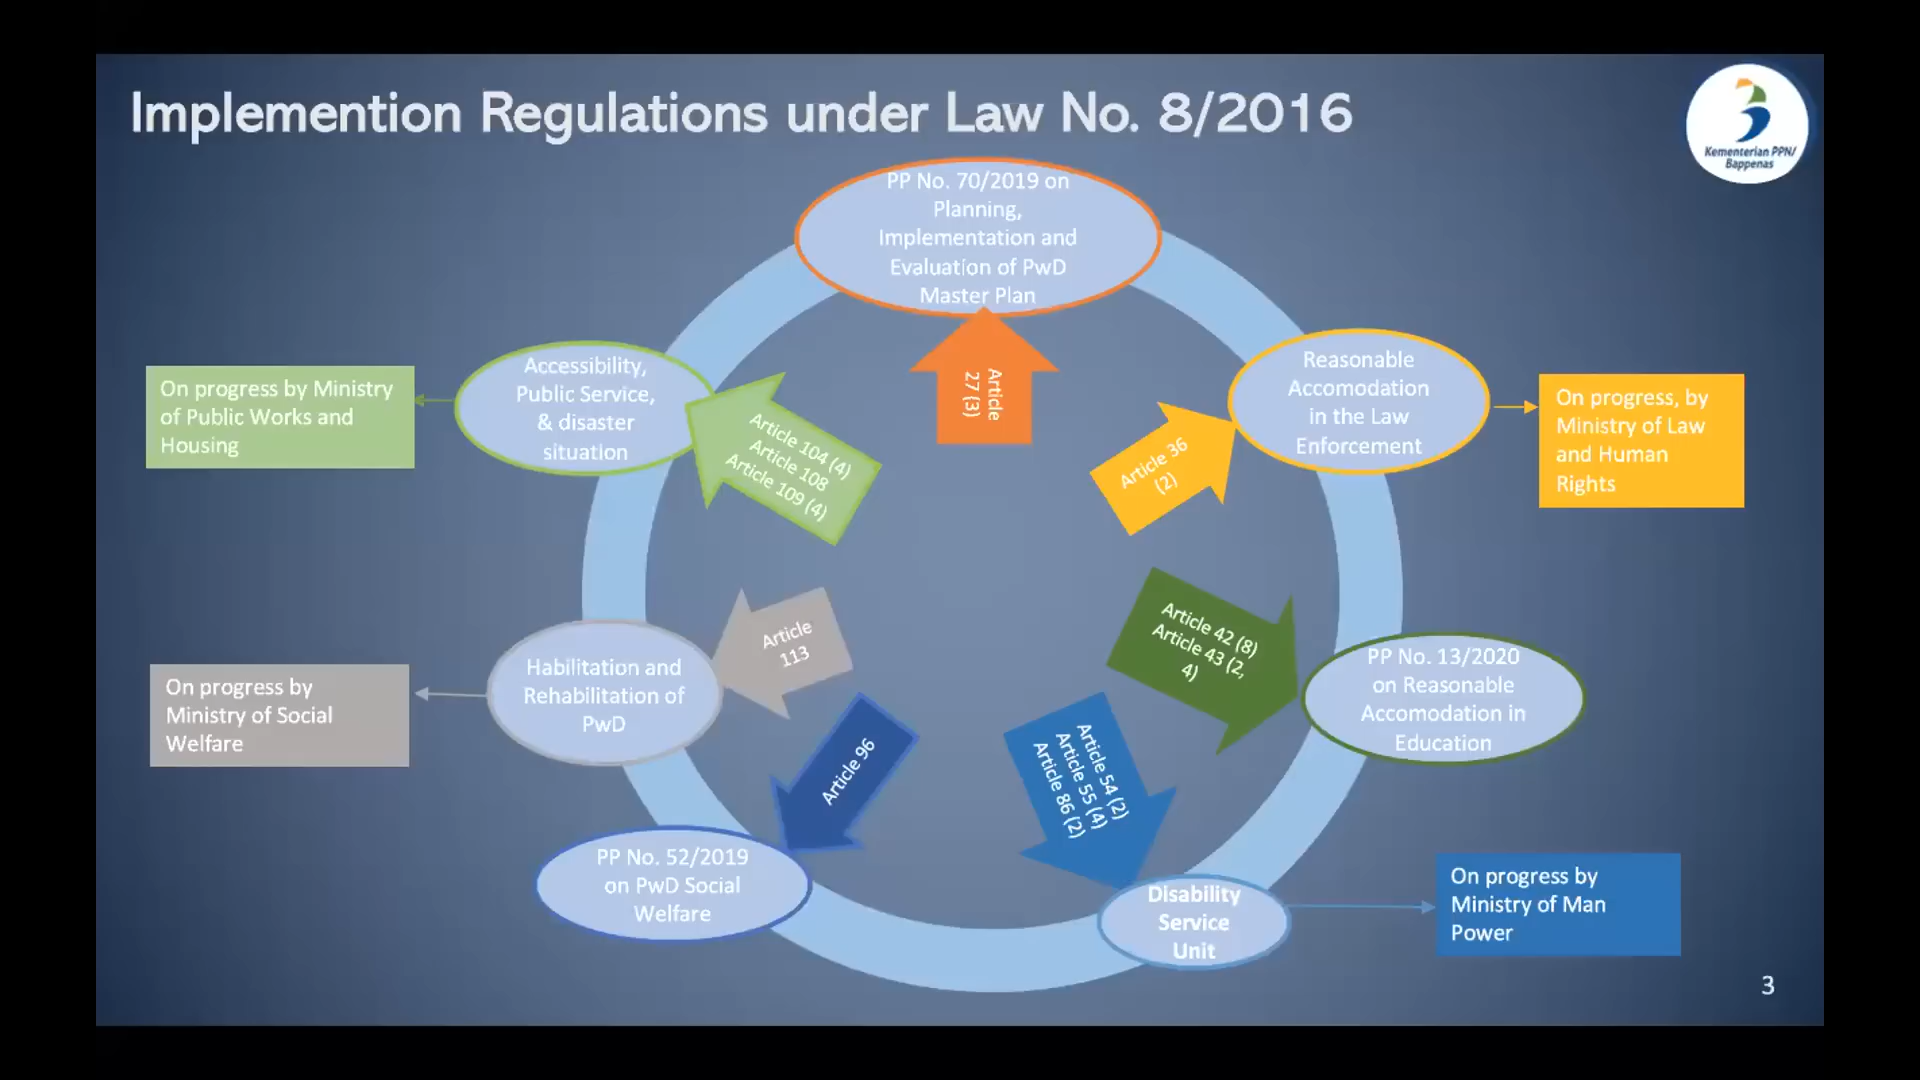 Implemention Regulations under Law No. 8/2016
Kementerian PPN/
Bappenas
PP No. 70/2019 on
Planning,
Implementation and
Evaluation of PwD
Master Plan
Article
27 (3)
Reasonable
Accomodation
in the Law
Enforcement
Article 36
(2)
On progress, by
Ministry of Law
and Human
Rights
Article 42 (8)
Article 43 (2,
4)
PP No. 13/2020
on Reasonable
Accomodation in
Education
Article 54 (2)
Article 55 (4)
Article 86 (2)
Disability
Service
Unit
On progress by
Ministry of Man
Power
Article 96
PP No. 52/2019
on PwD Social
Welfare
Article
113
Habilitation and
Rehabilitation of
PwD
On progress by
Ministry of Social
Welfare
Article 104 (4)
Article 108
Article 109 (4)
Accessibility,
Public Service,
& disaster
situation
On progress by Ministry
of Public Works and
Housing
3